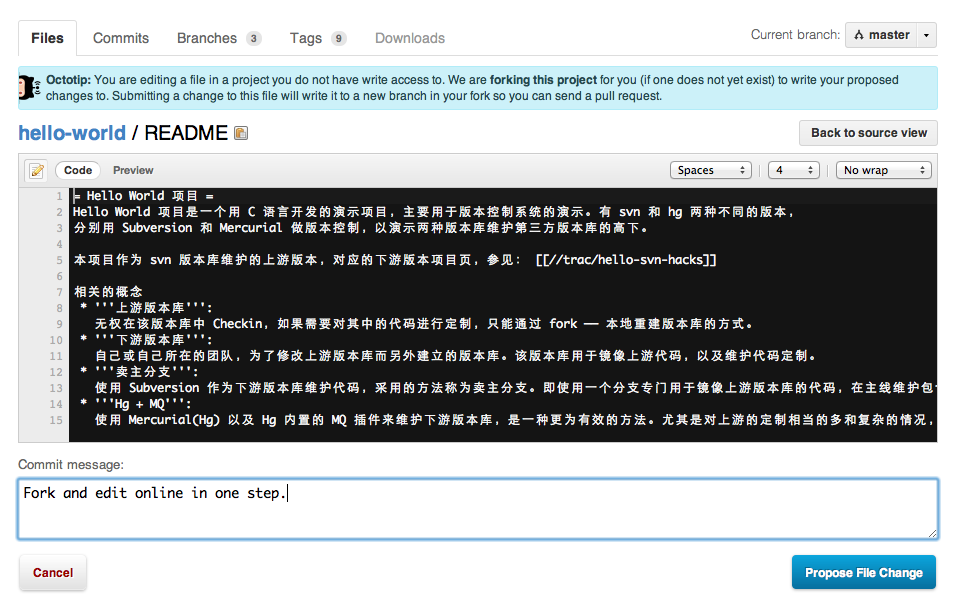 Files Commits Branches 3 Tags 9 Downloads Current branch: master
Octotip: You are editing a file in a project you do not have write access to. We are forking this project for you (if one does not yet exist) to write your proposed
changes to. Submitting a change to this file will write it to a new branch in your fork so you can send a pull request.
hello-world / README Back to source view
Code Preview Spaces 4 No wrap
1 = Hello World 项目 =
2 Hello World 项目是一个用 C 语言开发的演示项目，主要用于版本控制系统的演示。有 svn 和 hg 两种不同的版本，
3 分别用 Subversion 和 Mercurial 做版本控制，以演示两种版本库维护第三方版本库的高下。
4
5 本项目作为 svn 版本库维护的上游版本，对应的下游版本项目页，参见： [[//trac/hello-svn-hacks]]
6
7 相关的概念
8 * '''上游版本库''':
9 无权在该版本库中 Checkin，如果需要对其中的代码进行定制，只能通过 fork —— 本地重建版本库的方式。
10 * '''下游版本库''':
11 自己或自己所在的团队，为了修改上游版本库而另外建立的版本库。该版本库用于镜像上游代码，以及维护代码定制。
12 * '''卖主分支''':
13 使用 Subversion 作为下游版本库维护代码，采用的方法称为卖主分支。即使用一个分支专门用于镜像上游版本库的代码，在主线维护包
14 * '''Hg + MQ''':
15 使用 Mercurial(Hg) 以及 Hg 内置的 MQ 插件来维护下游版本库，是一种更为有效的方法。尤其是对上游的定制相当的多和复杂的情况，
Commit message:
Fork and edit online in one step.
Cancel Propose File Change